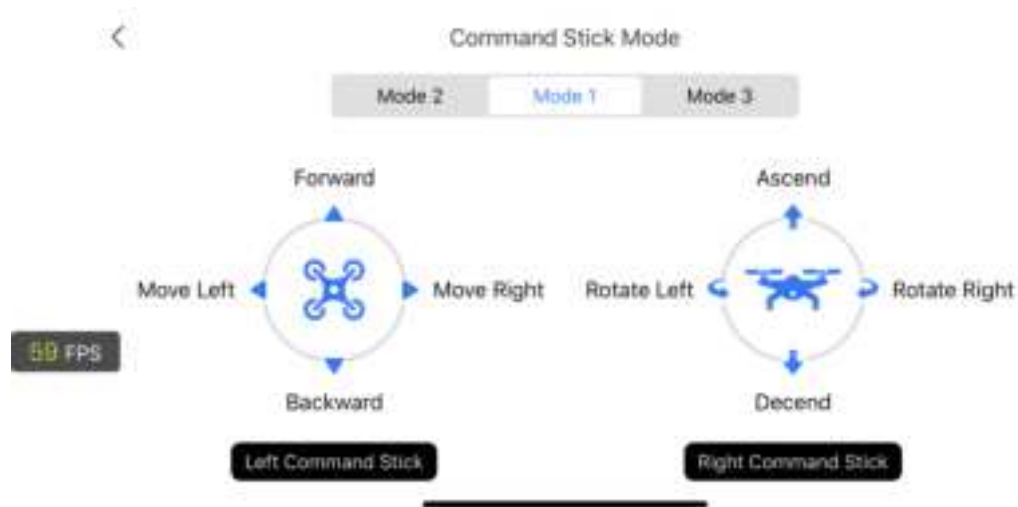 Command Stick Mode
Mode 2 Mode 1 Mode 3
Forward Ascend
Move Left Move Right Rotate Left Rotate Right
59 FPS
Backward Decend
Left Command Stick Right Command Stick